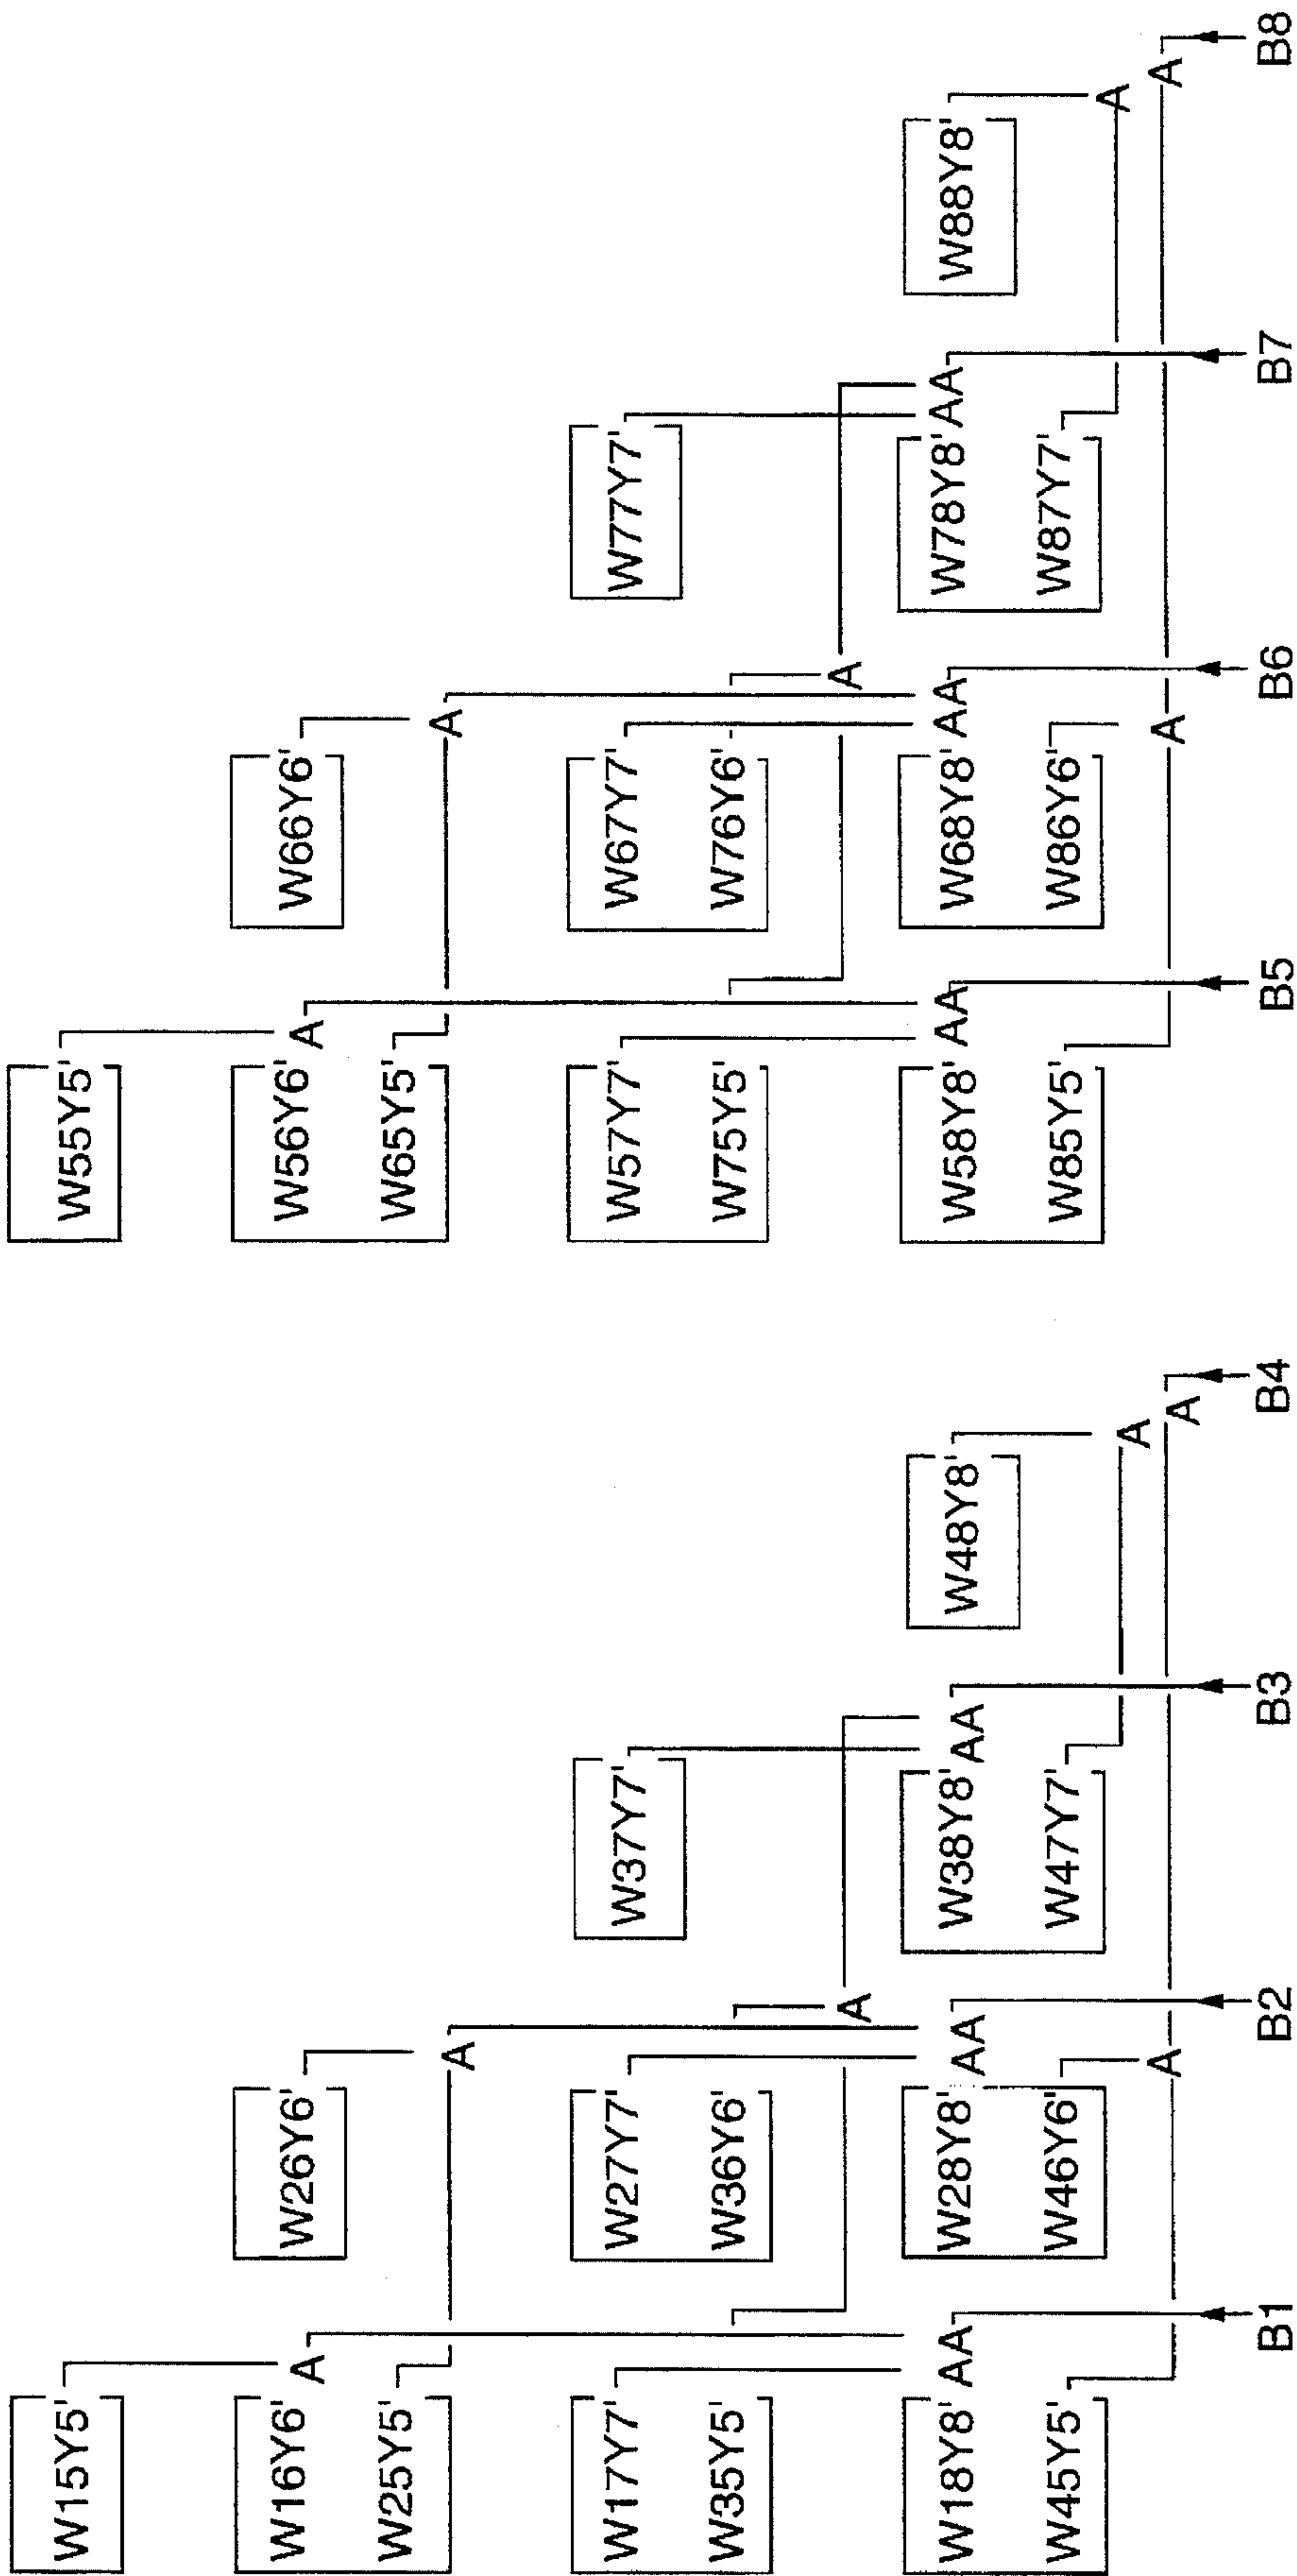 W15Y5' W55Y5'
W16Y6' A W26Y6' W56Y6' A W66Y6'
W25Y5' W65Y5'
A A
W17Y7' W27Y7' W37Y7' W57Y7' W67Y7' W77Y7'
W35Y5' W36Y6' W75Y5' W76Y6'
A A
W18Y8' AA W28Y8' AA W38Y8' AA W48Y8' W58Y8' AA W68Y8' AA W78Y8' AA W88Y8'
W45Y5' W46Y6' W47Y7' W85Y5' W86Y6' W87Y7'
A A
A A A A
B1 B2 B3 B4 B5 B6 B7 B8